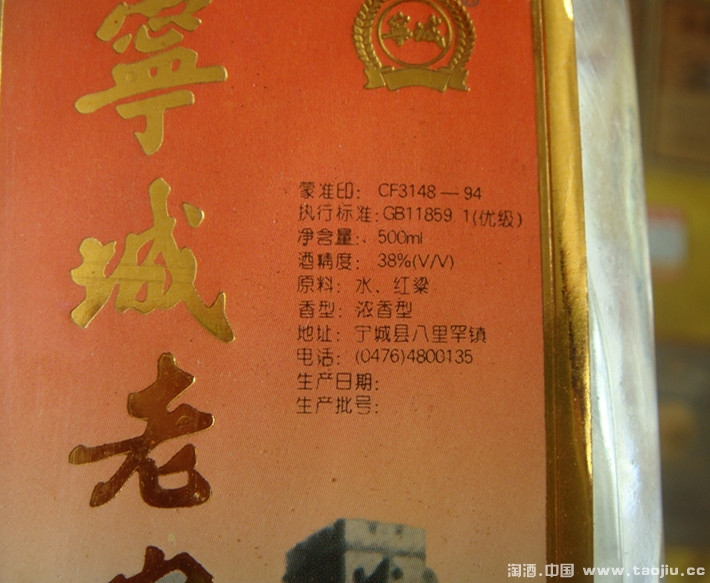 寧城老
寧城
蒙准印: CF3148—94
执行标准:GB11859 1(优级)
净含量: 500ml
酒精度: 38%(V/V)
原料: 水、红粱
香型: 浓香型
地址: 宁城县八里罕镇
电话: (0476)4800135
生产日期:
生产批号:
淘酒.中国 www.taojiu.cc